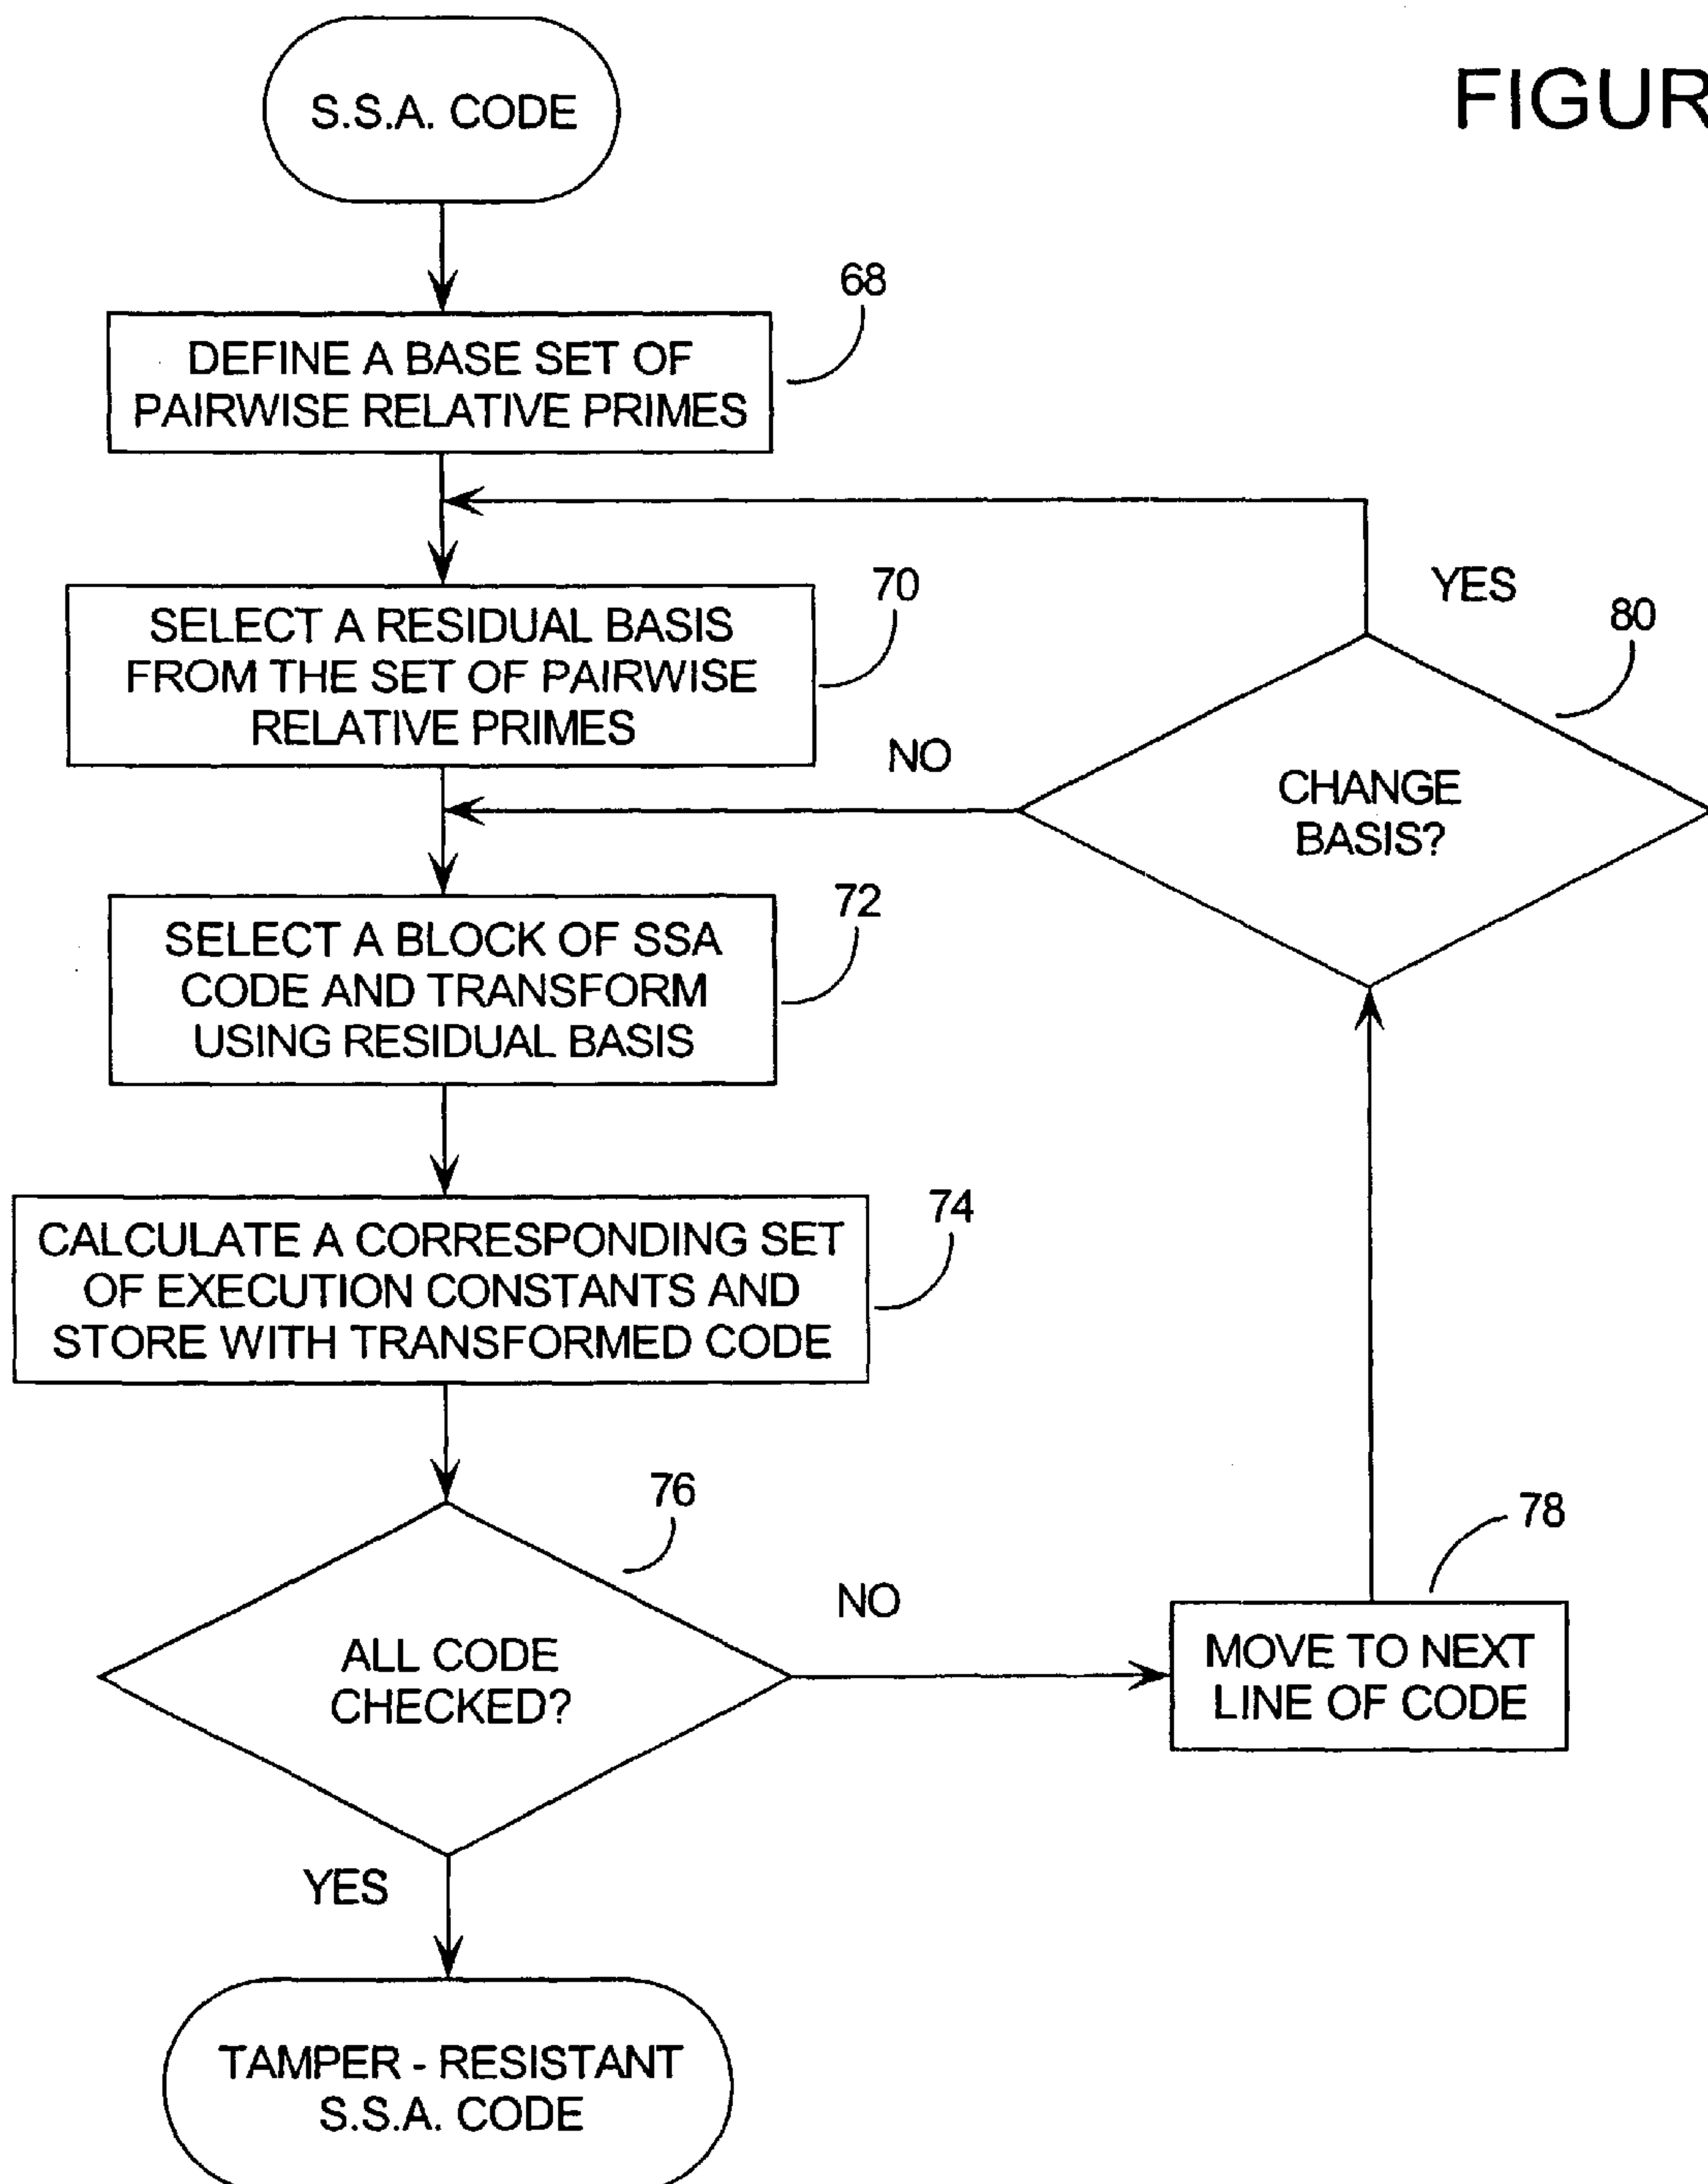 S.S.A. CODE
FIGUR
68
DEFINE A BASE SET OF
PAIRWISE RELATIVE PRIMES
70
SELECT A RESIDUAL BASIS
FROM THE SET OF PAIRWISE
RELATIVE PRIMES
YES
80
NO
CHANGE
BASIS?
72
SELECT A BLOCK OF SSA
CODE AND TRANSFORM
USING RESIDUAL BASIS
74
CALCULATE A CORRESPONDING SET
OF EXECUTION CONSTANTS AND
STORE WITH TRANSFORMED CODE
76
ALL CODE
CHECKED?
NO
78
MOVE TO NEXT
LINE OF CODE
YES
TAMPER - RESISTANT
S.S.A. CODE